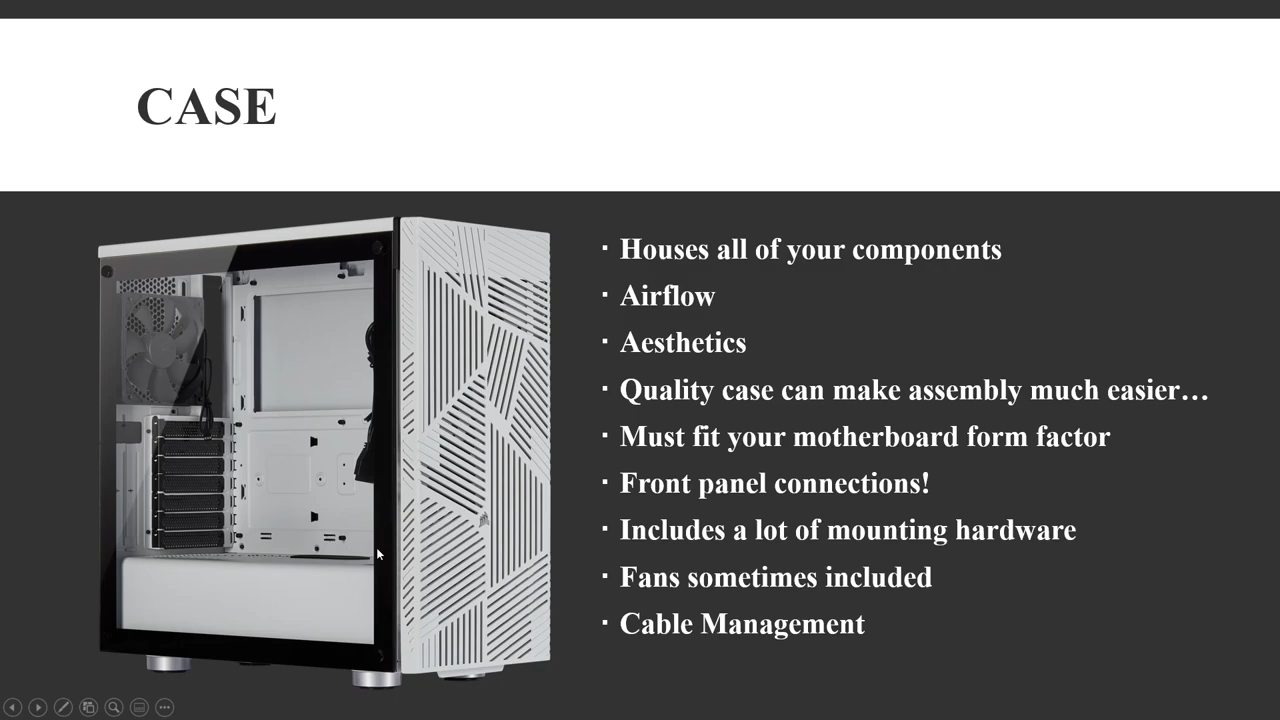 CASE
Houses all of your components
Airflow
Aesthetics
Quality case can make assembly much easier…
Must fit your motherboard form factor
Front panel connections!
Includes a lot of mounting hardware
Fans sometimes included
Cable Management